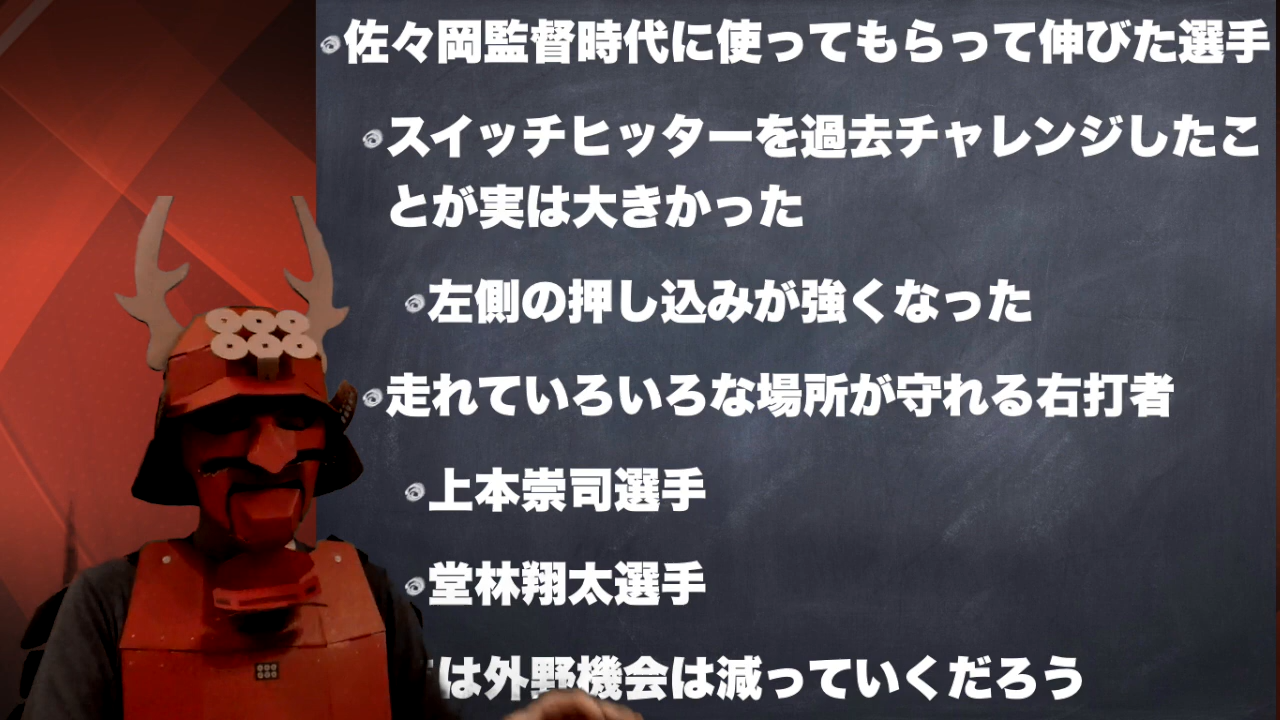 佐々岡監督時代に使ってもらって伸びた選手
スイッチヒッターを過去チャレンジしたこ
とが実は大きかった
左側の押し込みが強くなった
走れていろいろな場所が守れる右打者
上本崇司選手
堂林翔太選手
は外野機会は減っていくだろう